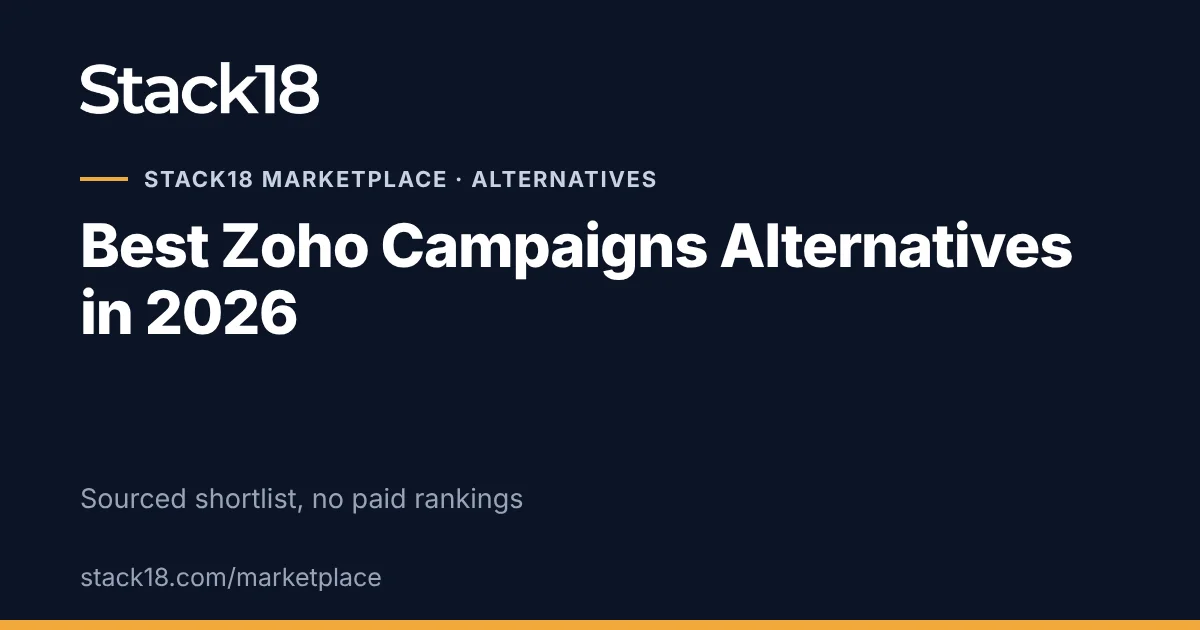 Stack18
STACK18 MARKETPLACE · ALTERNATIVES
Best Zoho Campaigns Alternatives
in 2026
Sourced shortlist, no paid rankings
stack18.com/marketplace